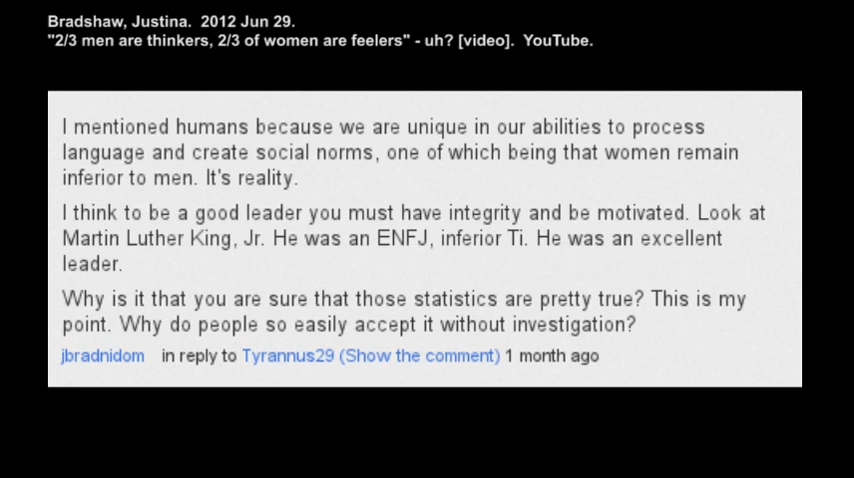 Bradshaw, Justina.  2012 Jun 29.
"2/3 men are thinkers, 2/3 of women are feelers" - uh? [video].  YouTube.
I mentioned humans because we are unique in our abilities to process
language and create social norms, one of which being that women remain
inferior to men. It's reality.
I think to be a good leader you must have integrity and be motivated. Look at
Martin Luther King, Jr. He was an ENFJ, inferior Ti. He was an excellent
leader.
Why is it that you are sure that those statistics are pretty true? This is my
point. Why do people so easily accept it without investigation?
jbradnidom in reply to Tyrannus29 (Show the comment) 1 month ago